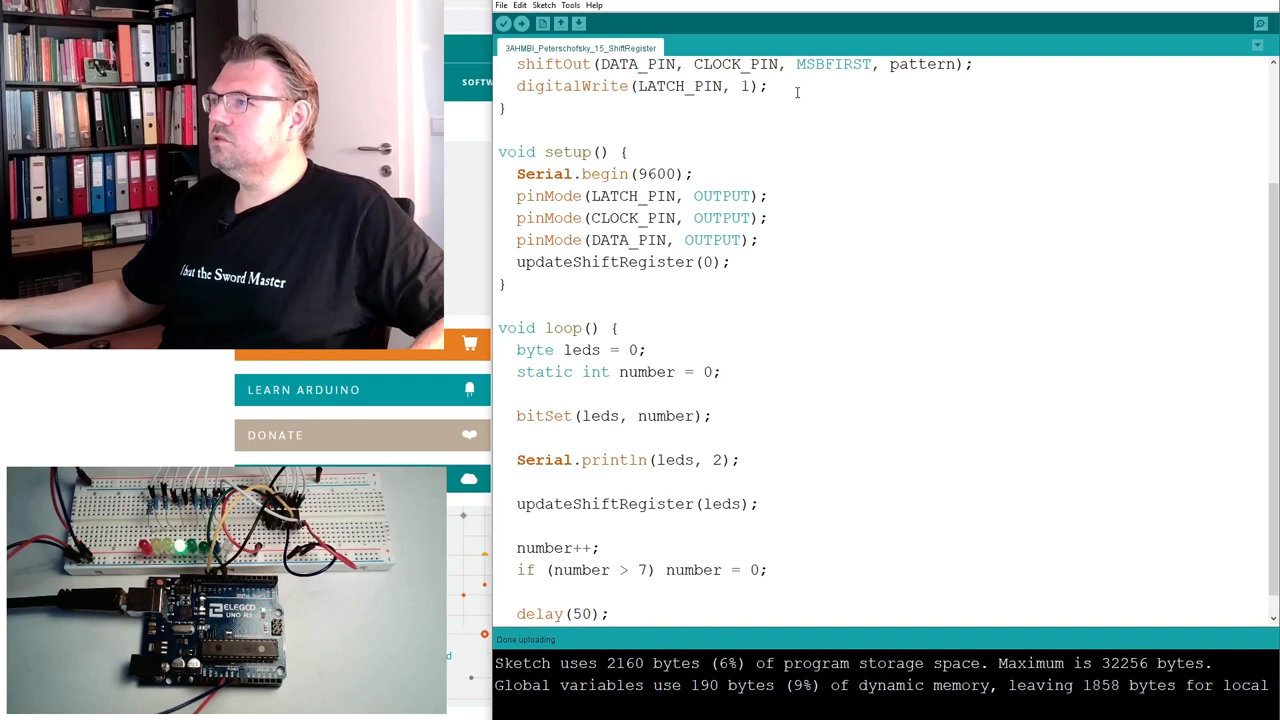 File Edit Sketch Tools Help
3AHMBI_Peterschofsky_15_ShiftRegister
shiftOut(DATA_PIN, CLOCK_PIN, MSBFIRST, pattern);
digitalWrite(LATCH_PIN, 1);
}
void setup() {
Serial.begin(9600);
pinMode(LATCH_PIN, OUTPUT);
pinMode(CLOCK_PIN, OUTPUT);
pinMode(DATA_PIN, OUTPUT);
updateShiftRegister(0);
}
void loop() {
byte leds = 0;
static int number = 0;
bitSet(leds, number);
Serial.println(leds, 2);
updateShiftRegister(leds);
number++;
if (number > 7) number = 0;
delay(50);
Done uploading.
Sketch uses 2160 bytes (6%) of program storage space. Maximum is 32256 bytes.
Global variables use 190 bytes (9%) of dynamic memory, leaving 1858 bytes for local
SOFTW
LEARN ARDUINO
DONATE
d
I beat the Sword Master
ELEGOO
UNO R3